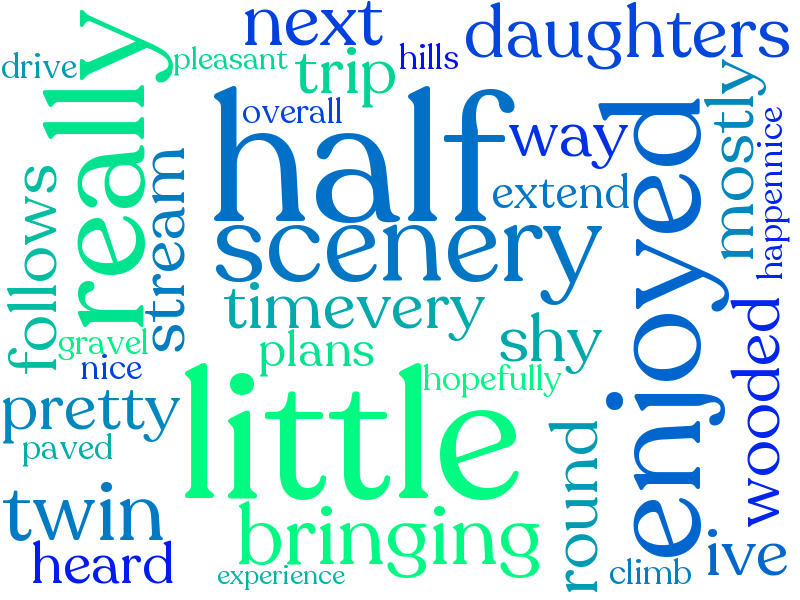 next
daughters
drive
pleasant
hills
trip
really
overall
half
way
enjoyed
mostly
happennice
extend
stream
follows
scenery
timevery
shy
gravel
plans
nice
hopefully
little
wooded
pretty
paved
round
twin
bringing
heard
experience
climb
ive